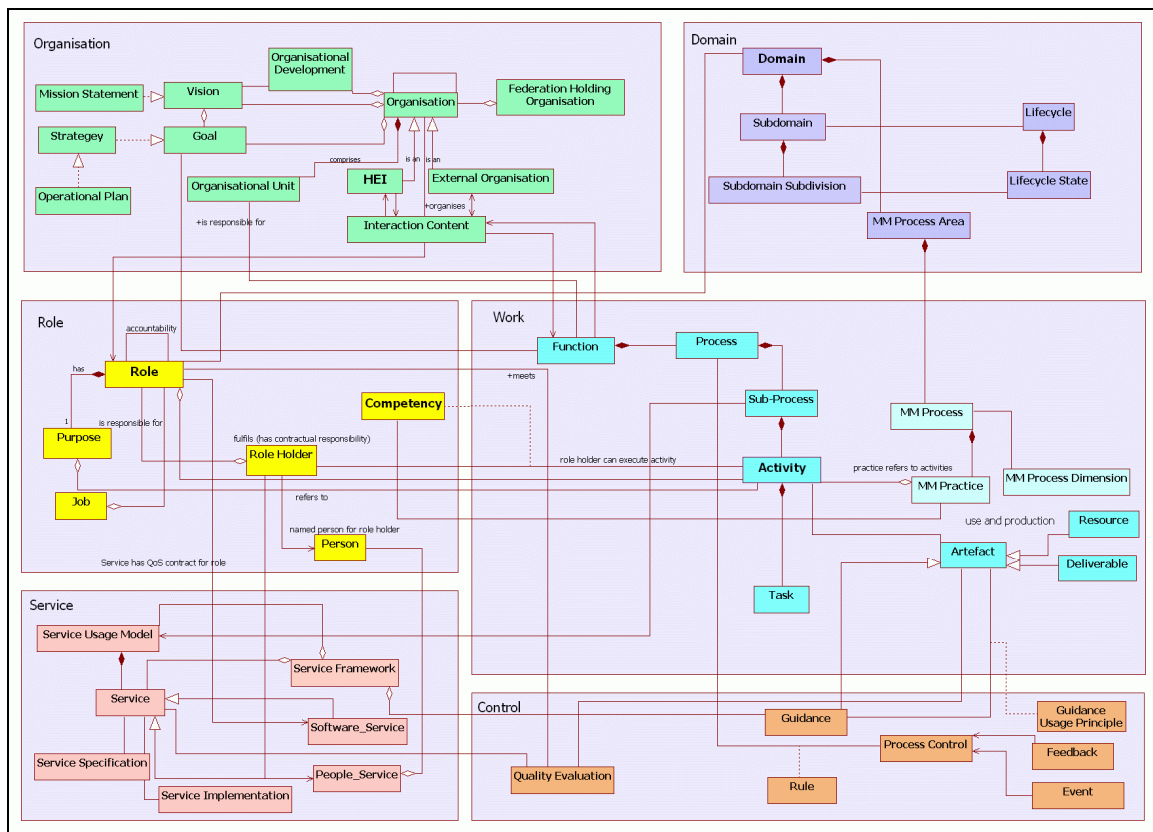 Organisation
Mission Statement
Vision
Organisational
Development
Organisation
Federation Holding
Organisation
Strategey
Goal
Operational Plan
comprises
is an
is an
Organisational Unit
HEI
External Organisation
+organises
+is responsible for
Interaction Content
Domain
Domain
Subdomain
Lifecycle
Subdomain Subdivision
Lifecycle State
MM Process Area
Role
accountability
has
Role
1
is responsible for
Purpose
Job
Competency
fulfils (has contractual responsibility)
Role Holder
refers to
named person for role holder
Person
Service has QoS contract for role
Work
Function
Process
+meets
Sub-Process
MM Process
role holder can execute activity
Activity
practice refers to activities
MM Practice
MM Process Dimension
use and production
Resource
Artefact
Deliverable
Task
Service
Service Usage Model
Service Framework
Service
Software_Service
Service Specification
People_Service
Service Implementation
Control
Guidance
Guidance
Usage Principle
Process Control
Feedback
Quality Evaluation
Rule
Event